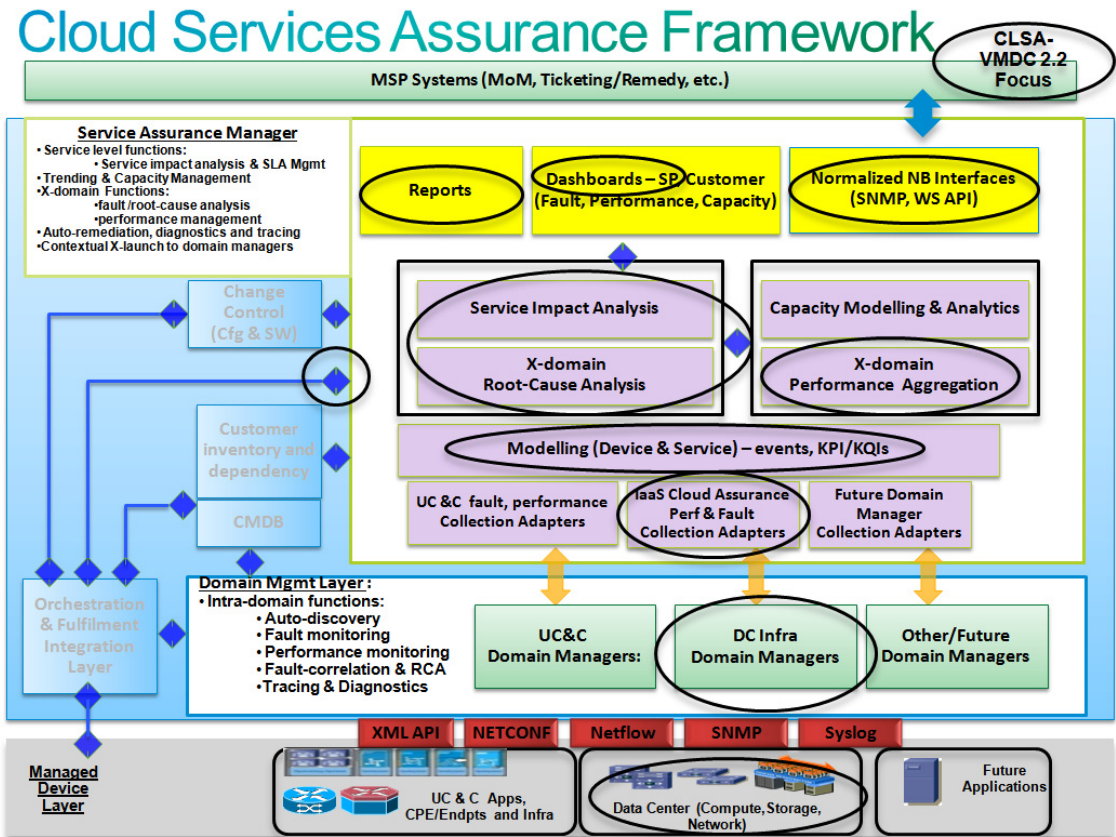 Cloud Services Assurance Framework
CLSA-
VMDC 2.2
Focus
MSP Systems (MoM, Ticketing/Remedy, etc.)
Service Assurance Manager
• Service level functions:
• Service impact analysis & SLA Mgmt
• Trending & Capacity Management
• X-domain Functions:
•fault /root-cause analysis
•performance management
• Auto-remediation, diagnostics and tracing
•Contextual X-launch to domain managers
Reports
Dashboards – SP, Customer
(Fault, Performance, Capacity)
Normalized NB Interfaces
(SNMP, WS API)
Change
Control
(Cfg & SW)
Service Impact Analysis
X-domain
Root-Cause Analysis
Capacity Modelling & Analytics
X-domain
Performance Aggregation
Customer
inventory and
dependency
CMDB
Modelling (Device & Service) – events, KPI/KQIs
UC &C fault, performance
Collection Adapters
IaaS Cloud Assurance
Perf & Fault
Collection Adapters
Future Domain
Manager
Collection Adapters
Orchestration
& Fulfilment
Integration
Layer
Domain Mgmt Layer :
• Intra-domain functions:
• Auto-discovery
• Fault monitoring
• Performance monitoring
• Fault-correlation & RCA
•Tracing & Diagnostics
UC&C
Domain Managers:
DC Infra
Domain Managers
Other/Future
Domain Managers
XML API
NETCONF
Netflow
SNMP
Syslog
Managed
Device
Layer
UC & C Apps,
CPE/Endpts and Infra
Data Center (Compute, Storage,
Network)
Future
Applications